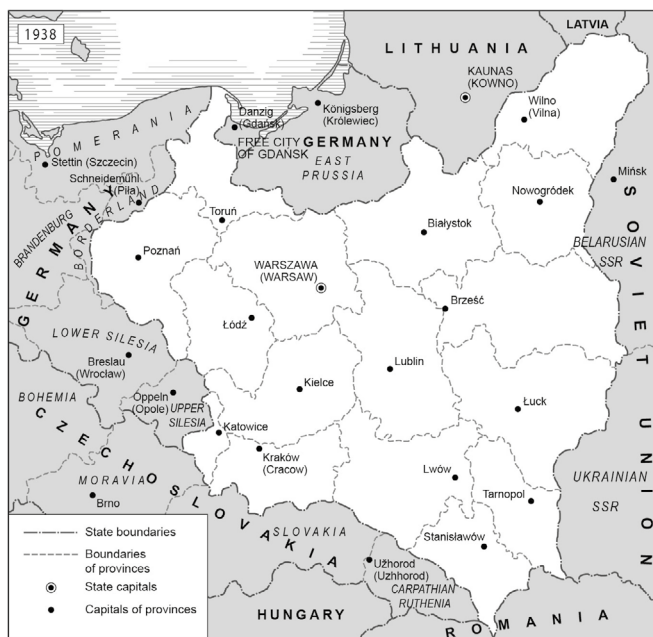 1938
LATVIA
LITHUANIA
KAUNAS
(KOWNO)
Wilno
(Vilna)
Königsberg
(Królewiec)
Danzig
(Gdańsk)
FREE CITY
OF GDAŃSK
GERMANY
EAST
PRUSSIA
POMERANIA
Stettin (Szczecin)
Schneidemühl
(Piła)
BORDERLAND
BRANDENBURG
GERMANY
Toruń
Poznań
Białystok
Nowogródek
Mińsk
SOVIET UNION
BELARUSIAN
SSR
WARSZAWA
(WARSAW)
Brześć
Łódź
LOWER SILESIA
Breslau
(Wrocław)
Kielce
Lublin
Łuck
BOHEMIA
Oppeln
(Opole)
UPPER
SILESIA
Katowice
Kraków
(Cracow)
CZECHOSLOVAKIA
MORAVIA
Brno
Lwów
Tarnopol
UKRAINIAN
SSR
SLOVAKIA
Stanisławów
Użhorod
(Uzhhorod)
CARPATHIAN
RUTHENIA
HUNGARY
ROMANIA
State boundaries
Boundaries
of provinces
State capitals
Capitals of provinces